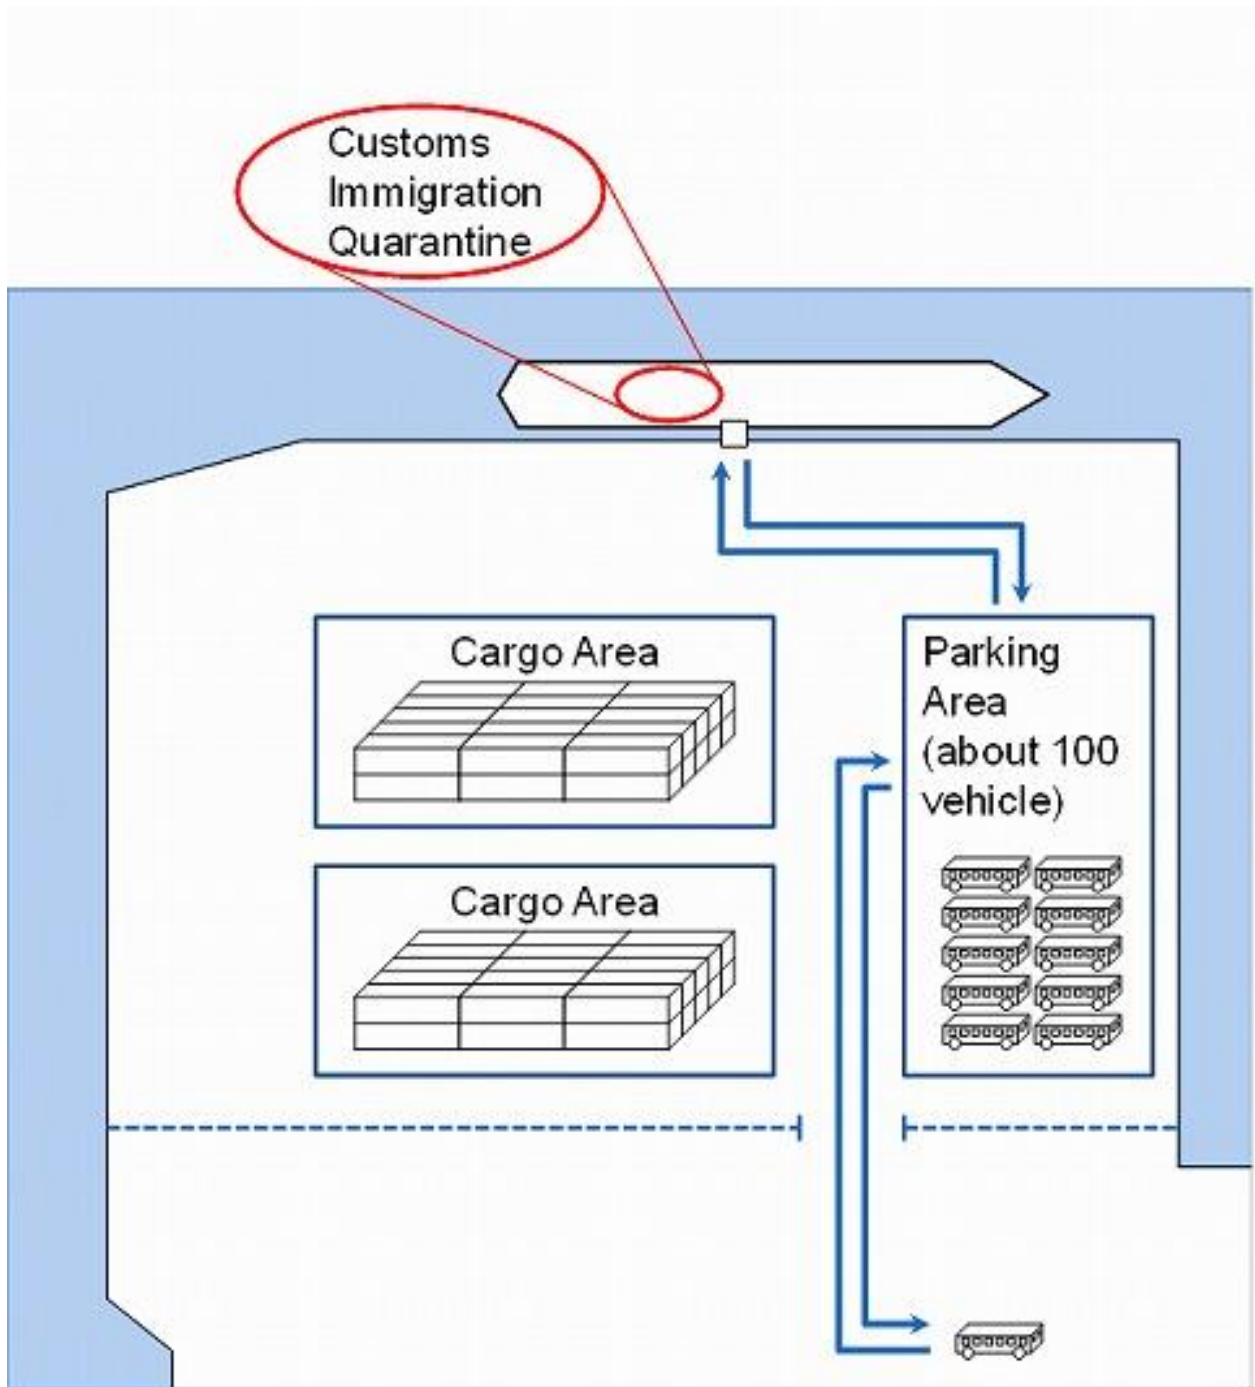 Customs
Immigration
Quarantine
Cargo Area
Parking
Area
(about 100
vehicle)
Cargo Area